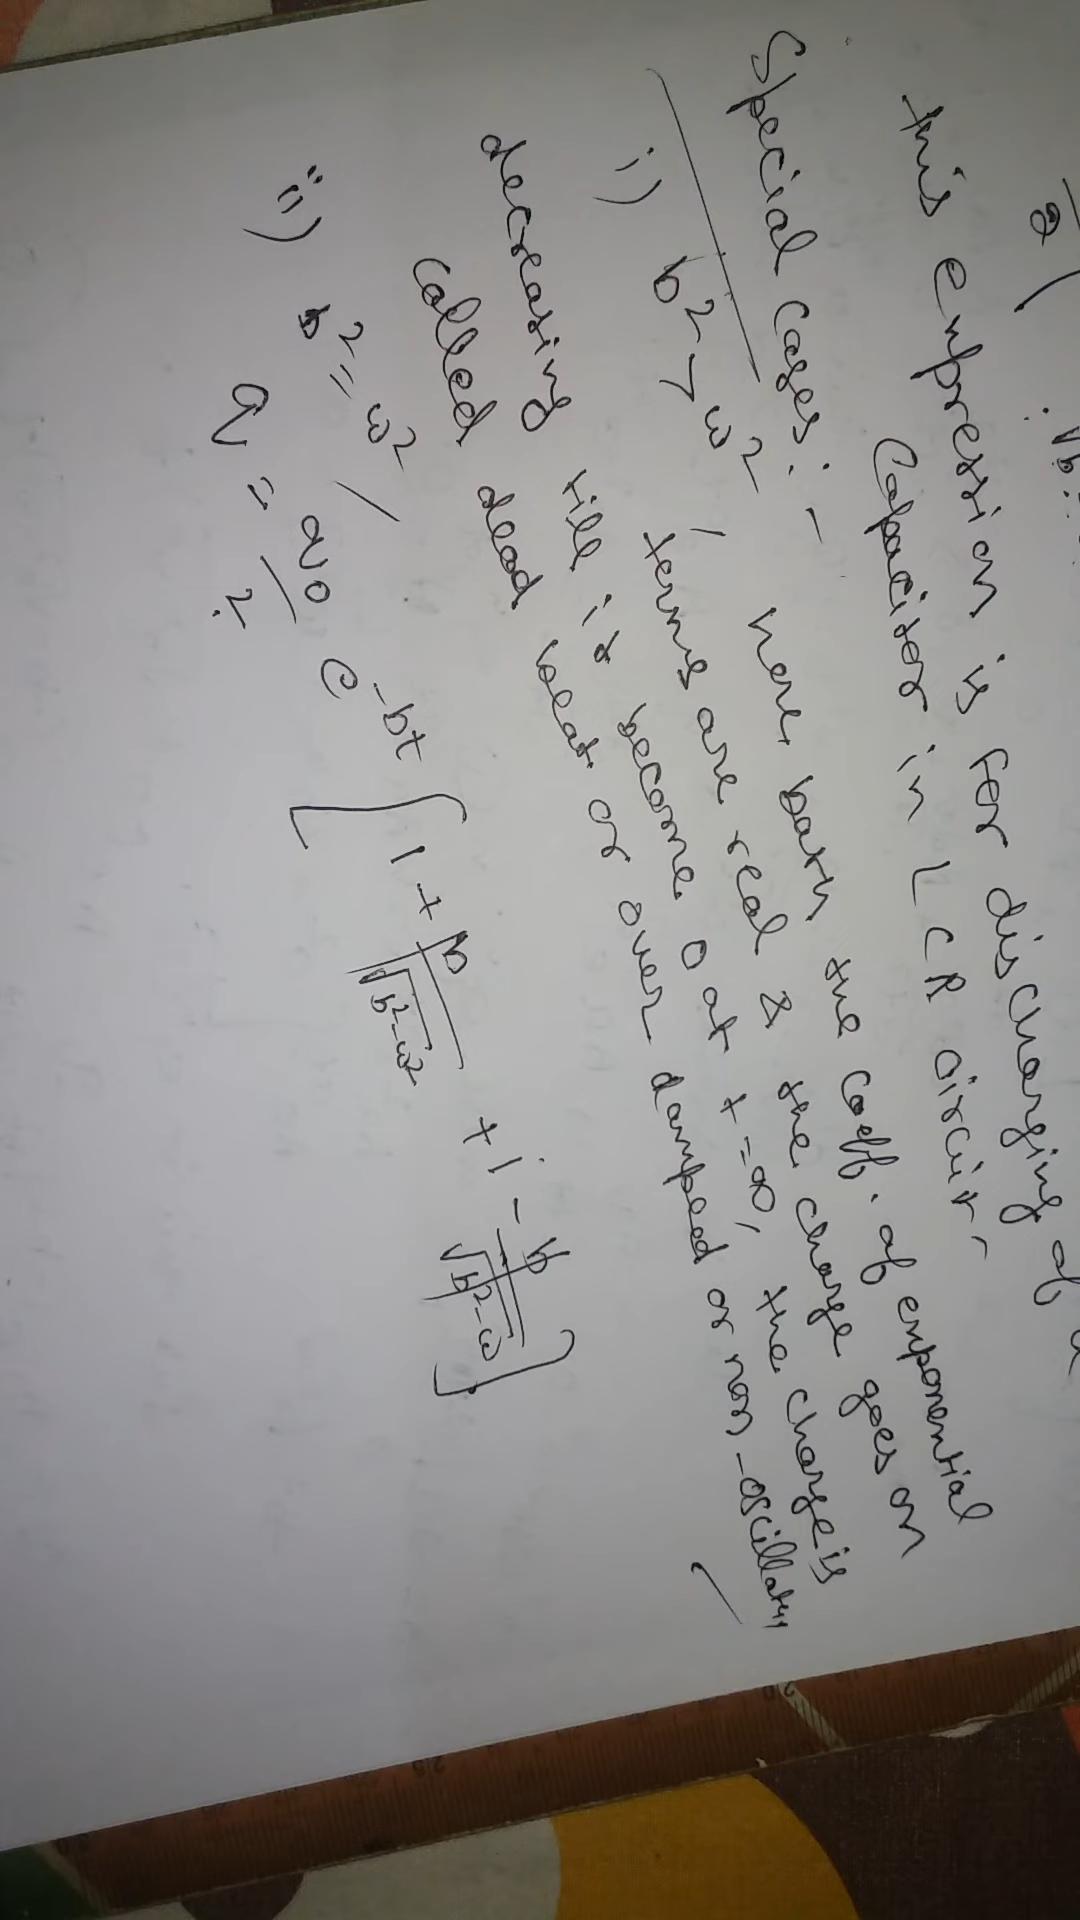 2
this expression is for discharging of a
Capacitor in LCR circuit,
Special Cases: -
i) b² > ω², here both the coeff. of exponential
terms are real & the charge goes on
decreasing till it become 0 at t=∞, the charge is
called dead beat or over damped or non-oscillatory
ii) b² = ω² /
q = q₀/2 e^-bt [1 + b/√b²-ω² + 1 - b/√b²-ω]